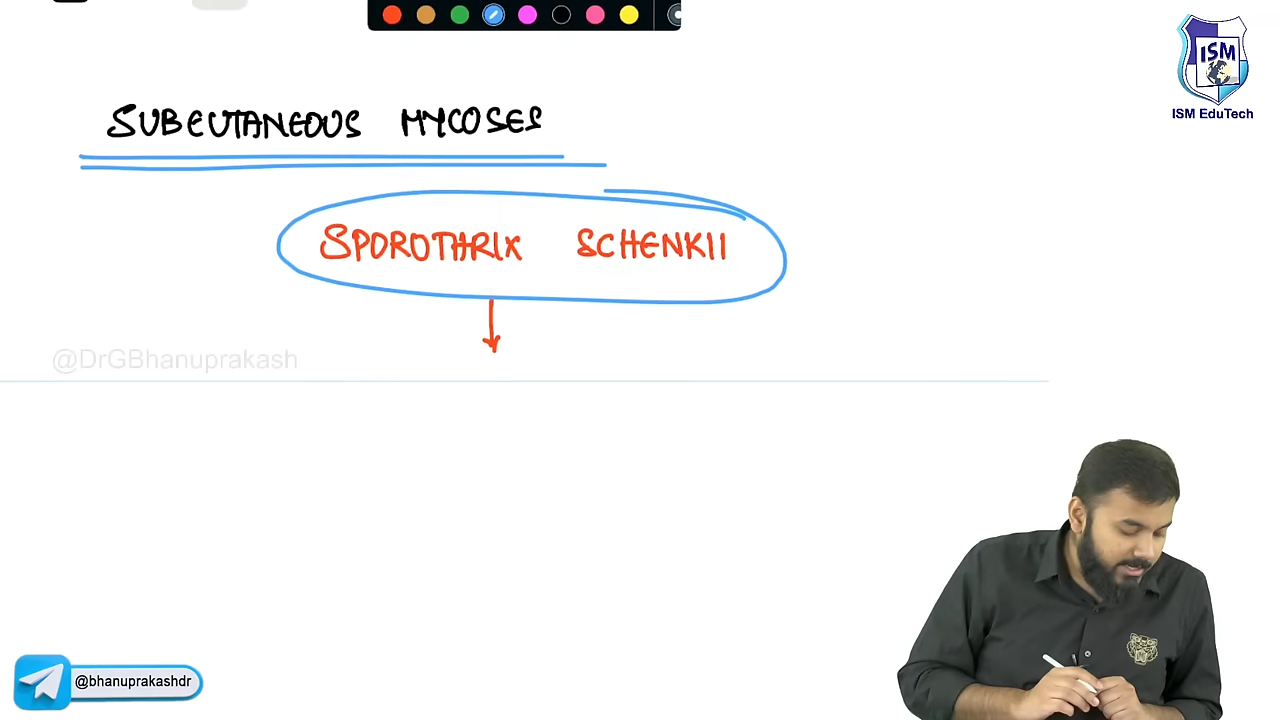 ISM
ISM EduTech
SUBCUTANEOUS MYCOSES
SPOROTHRIX SCHENKII
@DrGBhanuprakash
@bhanuprakashdr